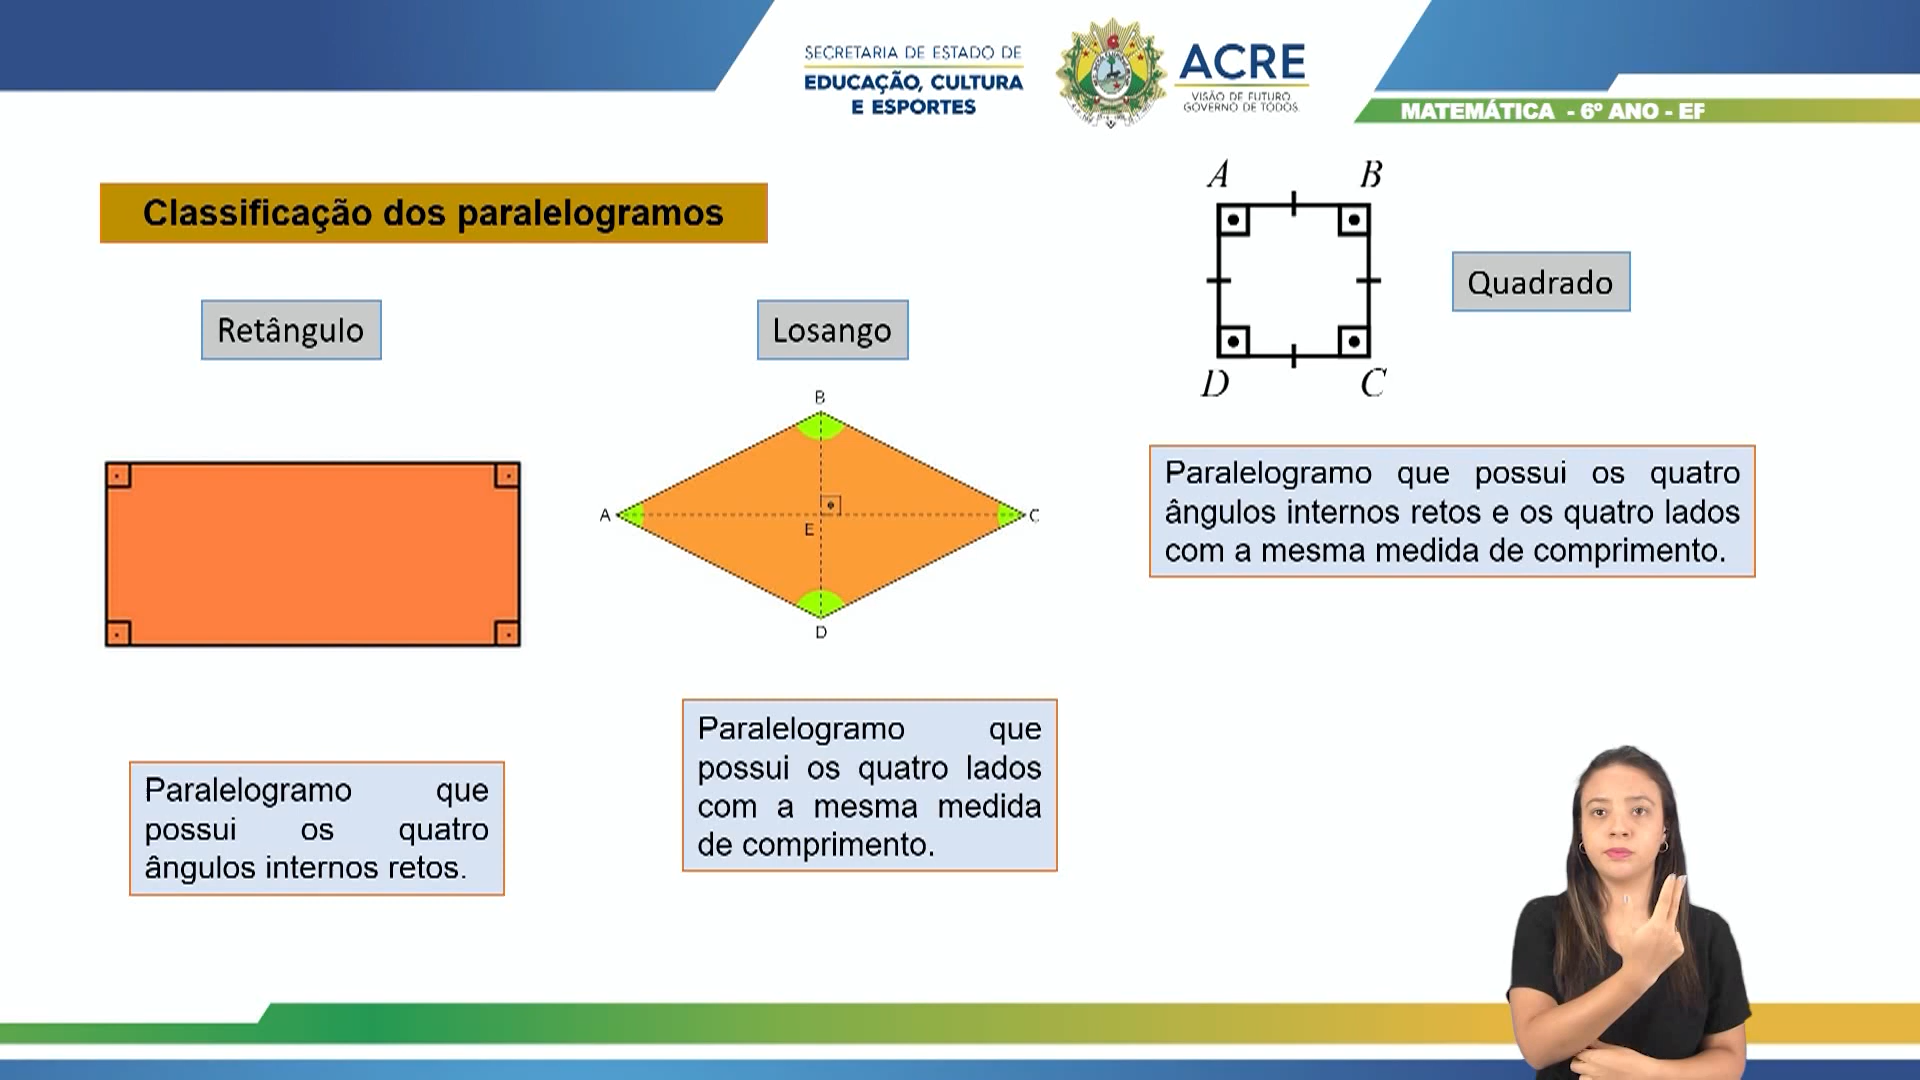 SECRETARIA DE ESTADO DE
EDUCAÇÃO, CULTURA
E ESPORTES
ACRE
VISÃO DE FUTURO
GOVERNO DE TODOS
MATEMÁTICA - 6º ANO - EF
Classificação dos paralelogramos
Retângulo
Paralelogramo que
possui os quatro
ângulos internos retos.
Losango
B
A
C
E
D
Paralelogramo que
possui os quatro lados
com a mesma medida
de comprimento.
A B
D C
Quadrado
Paralelogramo que possui os quatro
ângulos internos retos e os quatro lados
com a mesma medida de comprimento.